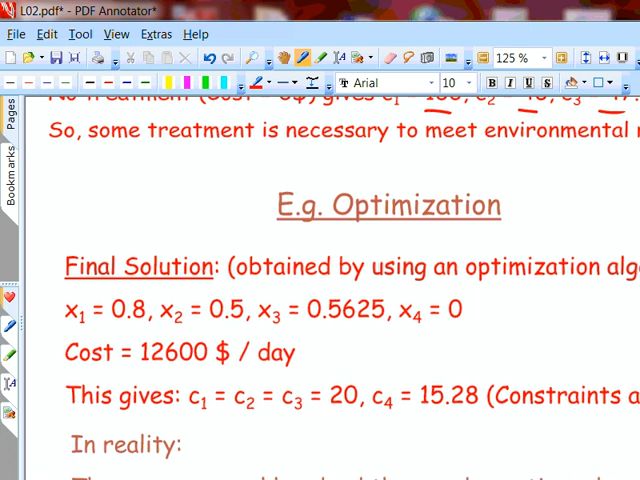 L02.pdf* - PDF Annotator*
File Edit Tool View Extras Help
125 %
Arial 10 B I U S
Pages
Bookmarks
So, some treatment is necessary to meet environmental
E.g. Optimization
Final Solution: (obtained by using an optimization algo
x₁ = 0.8, x₂ = 0.5, x₃ = 0.5625, x₄ = 0
Cost = 12600 $ / day
This gives: c₁ = c₂ = c₃ = 20, c₄ = 15.28 (Constraints a
In reality: